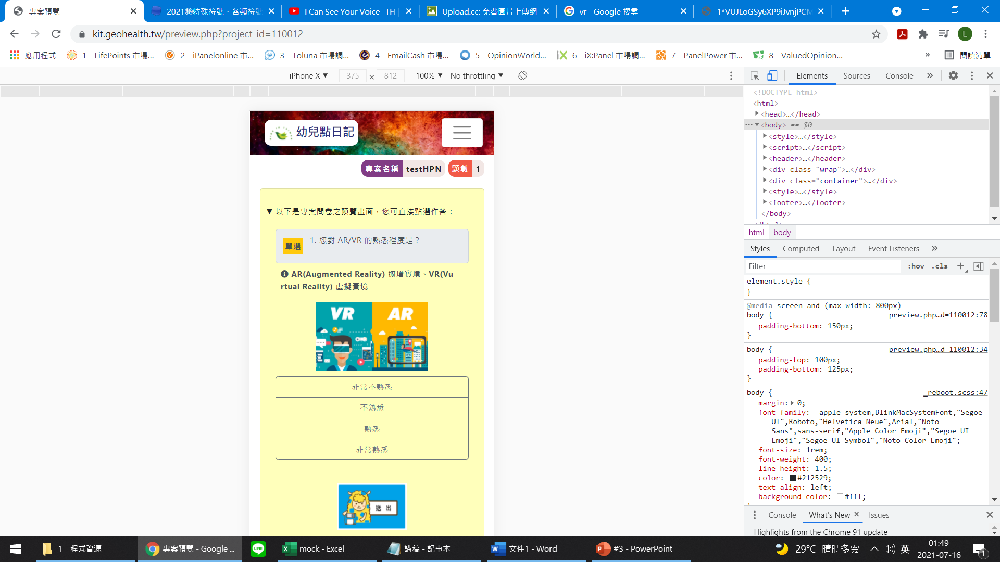 專案預覽
2021㊙特殊符號、各類符號
I Can See Your Voice -TH |
Upload.cc: 免費圖片上傳網
vr - Google 搜尋
1*VUJLoGSy6XP9iJvnjPCM
kit.geohealth.tw/preview.php?project_id=110012
L
應用程式
1 LifePoints 市場...
2 iPanelonline 市...
3 Toluna 市場調...
4 EmailCash 市場...
5 OpinionWorld...
6 iX:Panel 市場調...
7 PanelPower 市...
8 ValuedOpinion...
»
閱讀清單
iPhone X ▼ 375 × 812 100% ▼ No throttling ▼
Elements Sources Console »
<!DOCTYPE html>
<html>
<head>…</head>
<body> == $0
<style>…</style>
<script>…</script>
<header>…</header>
<div class="wrap">…</div>
<div class="container">…</div>
<style>…</style>
<footer>…</footer>
</body>
</html>
html body
Styles Computed Layout Event Listeners »
Filter :hov .cls +
element.style {
}
@media screen and (max-width: 800px)
body { preview.php…d=110012:78
padding-bottom: 150px;
}
body { preview.php…d=110012:34
padding-top: 100px;
padding-bottom: 125px;
}
body { _reboot.scss:47
margin: 0;
font-family: -apple-system,BlinkMacSystemFont,"Segoe
UI",Roboto,"Helvetica Neue",Arial,"Noto
Sans",sans-serif,"Apple Color Emoji","Segoe UI
Emoji","Segoe UI Symbol","Noto Color Emoji";
font-size: 1rem;
font-weight: 400;
line-height: 1.5;
color: #212529;
text-align: left;
background-color: #fff;
}
Console What's New × Issues
Highlights from the Chrome 91 update
幼兒點日記
專案名稱 testHPN 題數 1
▼ 以下是專案問卷之預覽畫面，您可直接點選作答：
單選 1. 您對 AR/VR 的熟悉程度是？
AR(Augmented Reality) 擴增實境、VR(Vu
rtual Reality) 虛擬實境
VR AR
非常不熟悉
不熟悉
熟悉
非常熟悉
送出
1 程式資源
專案預覽 - Google ...
LINE
mock - Excel
講稿 - 記事本
文件1 - Word
#3 - PowerPoint
29°C 晴時多雲
英
01:49
2021-07-16
1